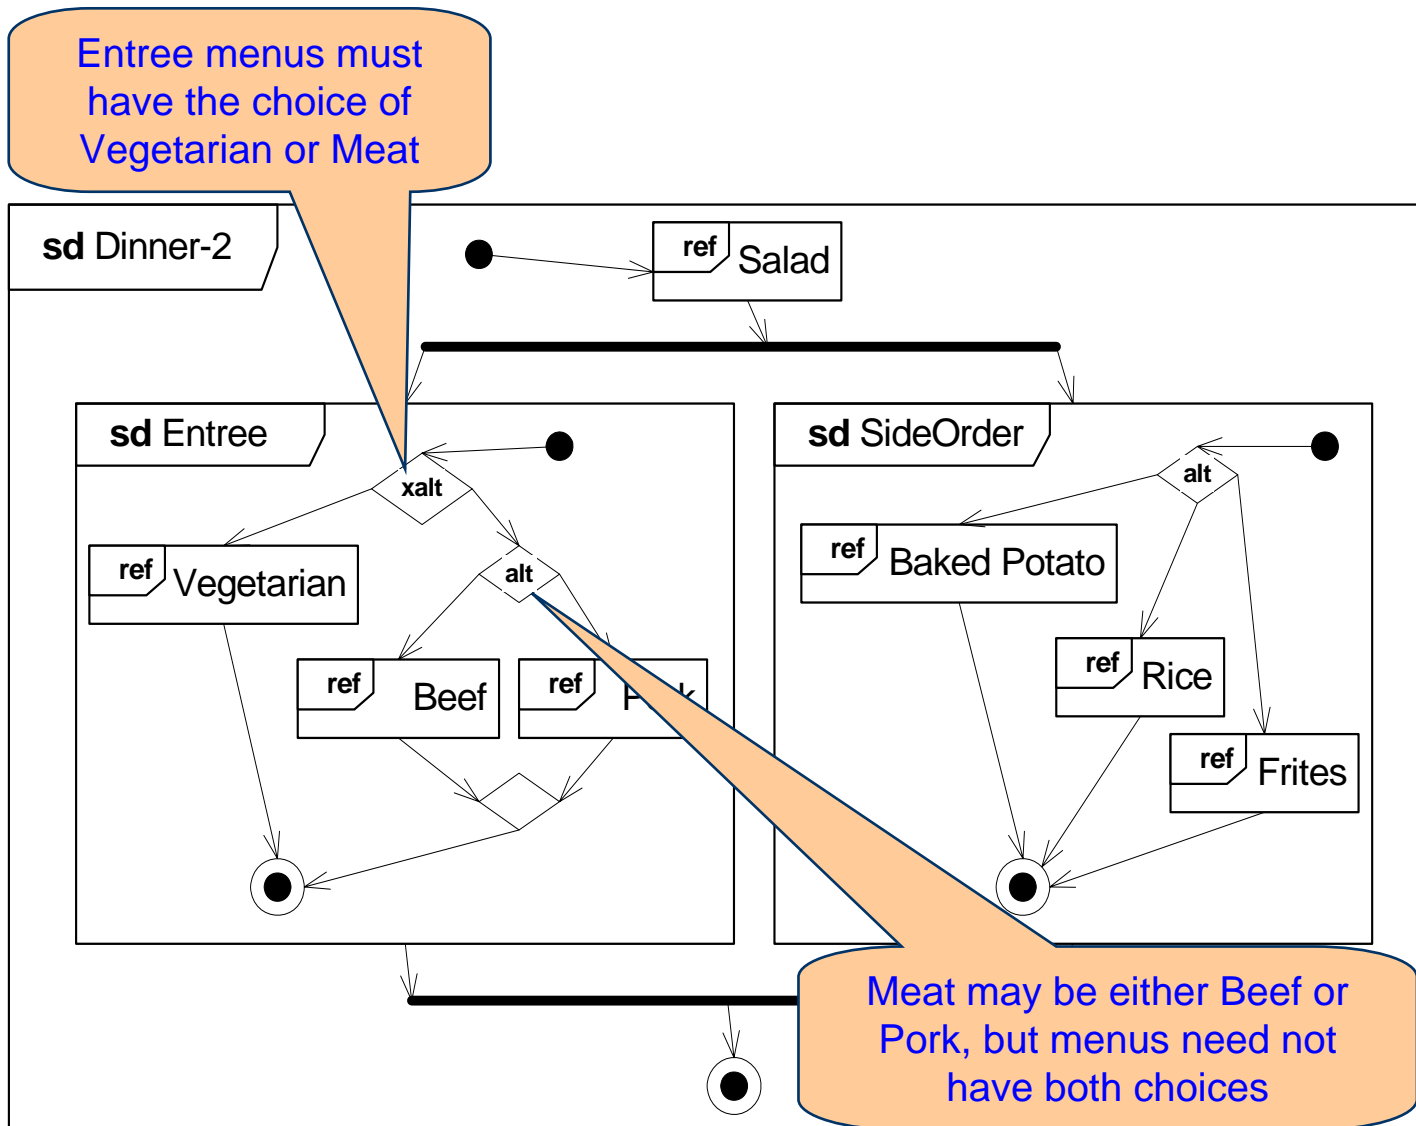 Entree menus must
have the choice of
Vegetarian or Meat
sd Dinner-2
ref Salad
sd Entree
sd SideOrder
xalt
alt
ref Vegetarian
alt
ref Baked Potato
ref Beef
ref
ref Rice
ref Frites
Meat may be either Beef or
Pork, but menus need not
have both choices